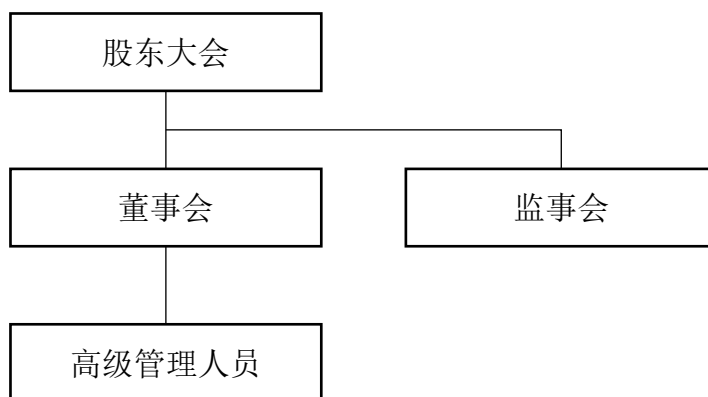 股东大会
董事会
监事会
高级管理人员